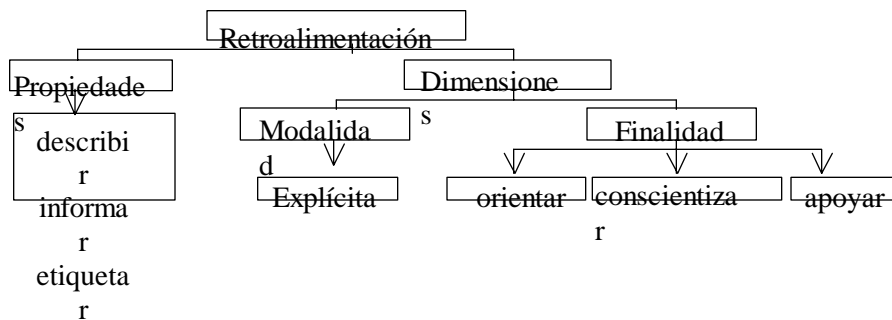 Retroalimentación
Propiedade
s
Dimensione
s
describi
r
informa
r
etiqueta
r
Modalida
d
Finalidad
Explícita
orientar
conscientiza
r
apoyar